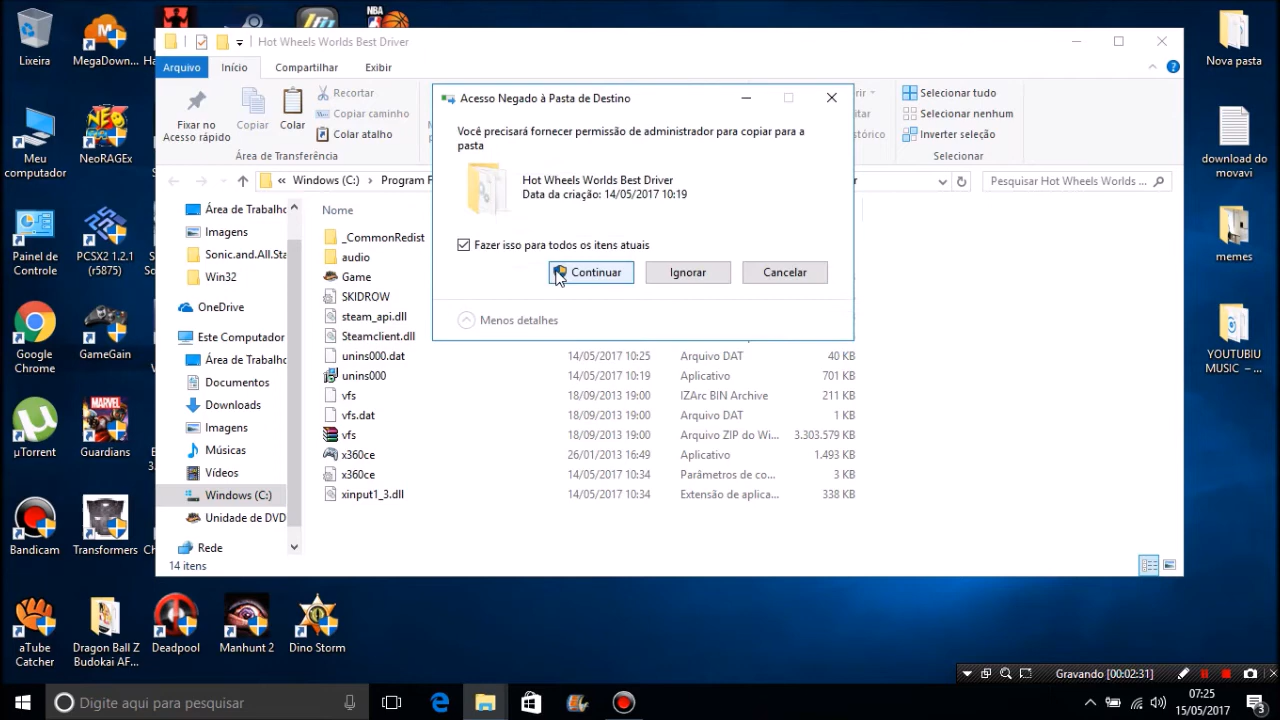 Lixeira
MegaDown...
NBA
Nova pasta
Hot Wheels Worlds Best Driver
Arquivo
Início
Compartilhar
Exibir
Fixar no
Acesso rápido
Copiar
Colar
Recortar
Copiar caminho
Colar atalho
Área de Transferência
Selecionar tudo
Selecionar nenhum
Inverter seleção
Selecionar
Windows (C:)
Program F
Pesquisar Hot Wheels Worlds ...
Acesso Negado à Pasta de Destino
Você precisará fornecer permissão de administrador para copiar para a
pasta
Hot Wheels Worlds Best Driver
Data da criação: 14/05/2017 10:19
Fazer isso para todos os itens atuais
Continuar
Ignorar
Cancelar
Menos detalhes
Área de Trabalho
Imagens
Sonic.and.All.Sta
Win32
OneDrive
Este Computador
Área de Trabalho
Documentos
Downloads
Imagens
Músicas
Vídeos
Windows (C:)
Unidade de DVD
Rede
Nome
_CommonRedist
audio
Game
SKIDROW
steam_api.dll
Steamclient.dll
unins000.dat 14/05/2017 10:25 Arquivo DAT 40 KB
unins000 14/05/2017 10:19 Aplicativo 701 KB
vfs 18/09/2013 19:00 IZArc BIN Archive 211 KB
vfs.dat 18/09/2013 19:00 Arquivo DAT 1 KB
vfs 18/09/2013 19:00 Arquivo ZIP do Wi... 3.303.579 KB
x360ce 26/01/2013 16:49 Aplicativo 1.493 KB
x360ce 14/05/2017 10:34 Parâmetros de co... 3 KB
xinput1_3.dll 14/05/2017 10:34 Extensão de aplica... 338 KB
14 itens
Meu
computador
NEO
NeoRAGEx
Painel de
Controle
PCSX2 1.2.1
(r5875)
Google
Chrome
GameGain
µTorrent
MARVEL
Guardians
Bandicam
Transformers
aTube
Catcher
Dragon Ball Z
Budokai AF...
Deadpool
Manhunt 2
Dino Storm
download do
movavi
memes
YOUTUBIU
MUSIC – ...
Gravando [00:02:31]
Digite aqui para pesquisar
07:25
15/05/2017
3